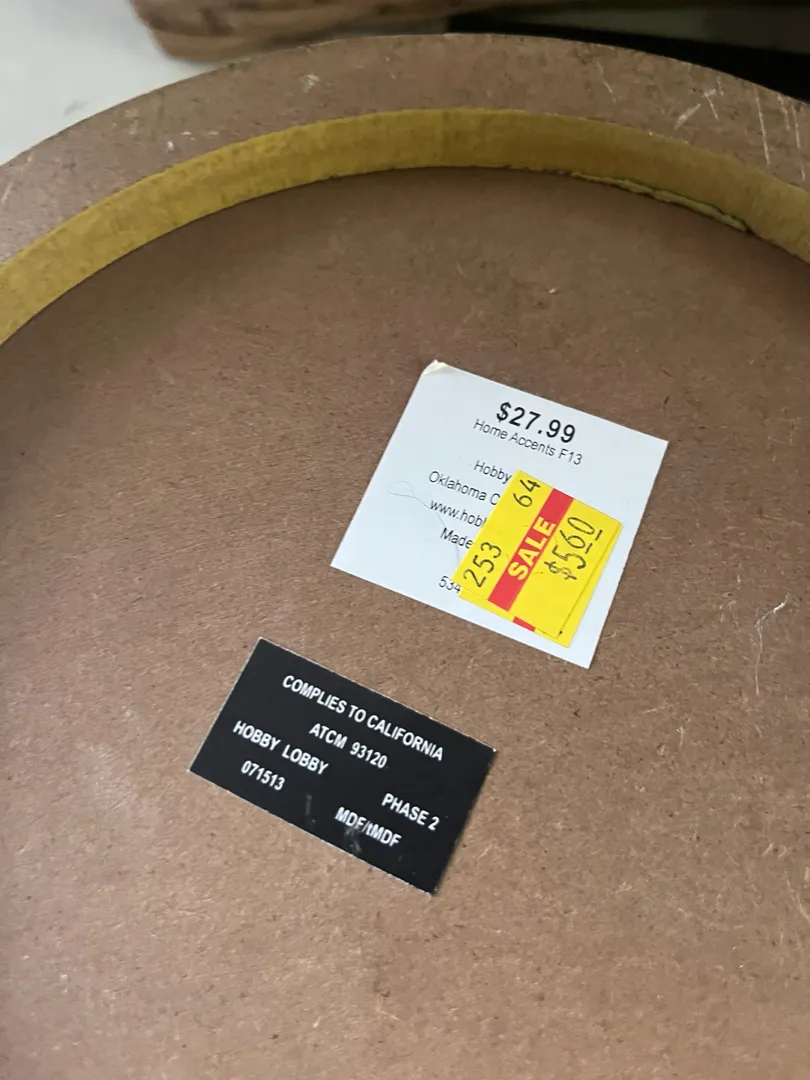 $27.99
Home Accents F13
Hobby
Oklahoma C
www.hobl
Made
534
64
253 SALE $5.60
COMPLIES TO CALIFORNIA
ATCM 93120
HOBBY LOBBY
071513
PHASE 2
MDF/tMDF